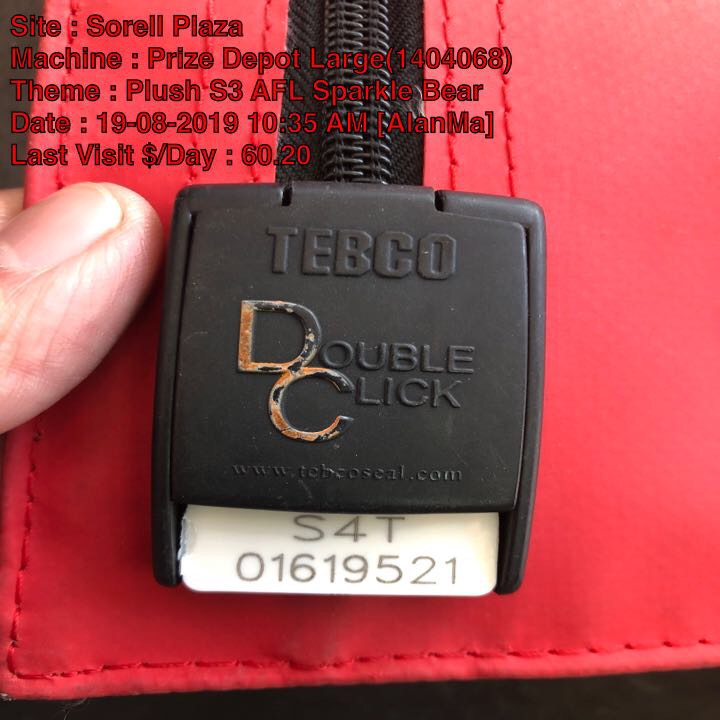 Site : Sorell Plaza
Machine : Prize Depot Large(1404068)
Theme : Plush S3 AFL Sparkle Bear
Date : 19-08-2019 10:35 AM [AlanMa]
Last Visit $/Day : 60.20
TEBCO
DOUBLE
CLICK
www.tebcoseal.com
S4T
01619521